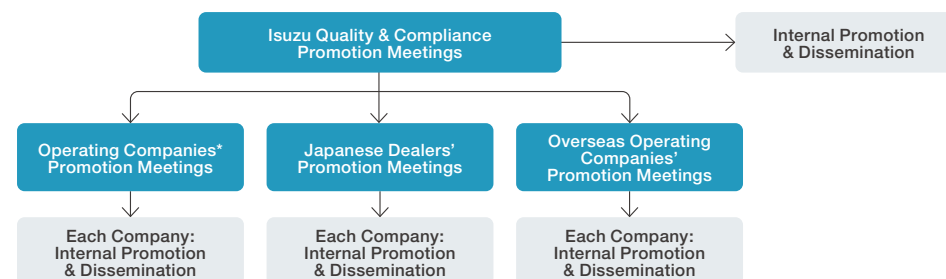 Isuzu Quality & Compliance
Promotion Meetings
Internal Promotion
& Dissemination
Operating Companies*
Promotion Meetings
Japanese Dealers’
Promotion Meetings
Overseas Operating
Companies’
Promotion Meetings
Each Company:
Internal Promotion
& Dissemination
Each Company:
Internal Promotion
& Dissemination
Each Company:
Internal Promotion
& Dissemination